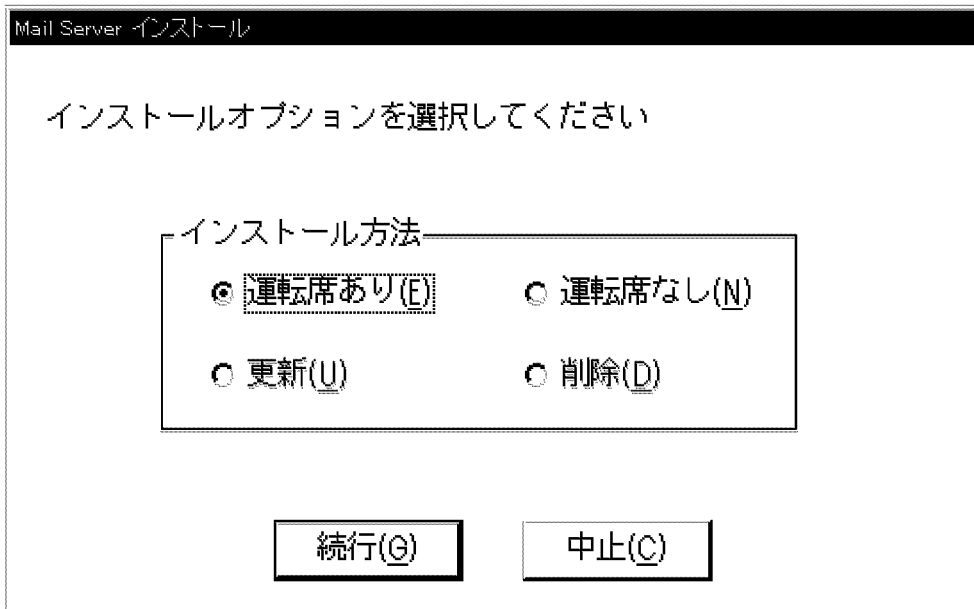 Mail Server インストール
インストールオプションを選択してください
インストール方法
運転席あり(E) 運転席なし(N)
更新(U) 削除(D)
続行(G) 中止(C)